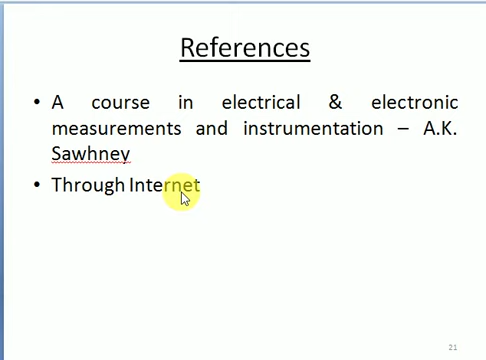 References
• A course in electrical & electronic
measurements and instrumentation – A.K.
Sawhney
• Through Internet
21